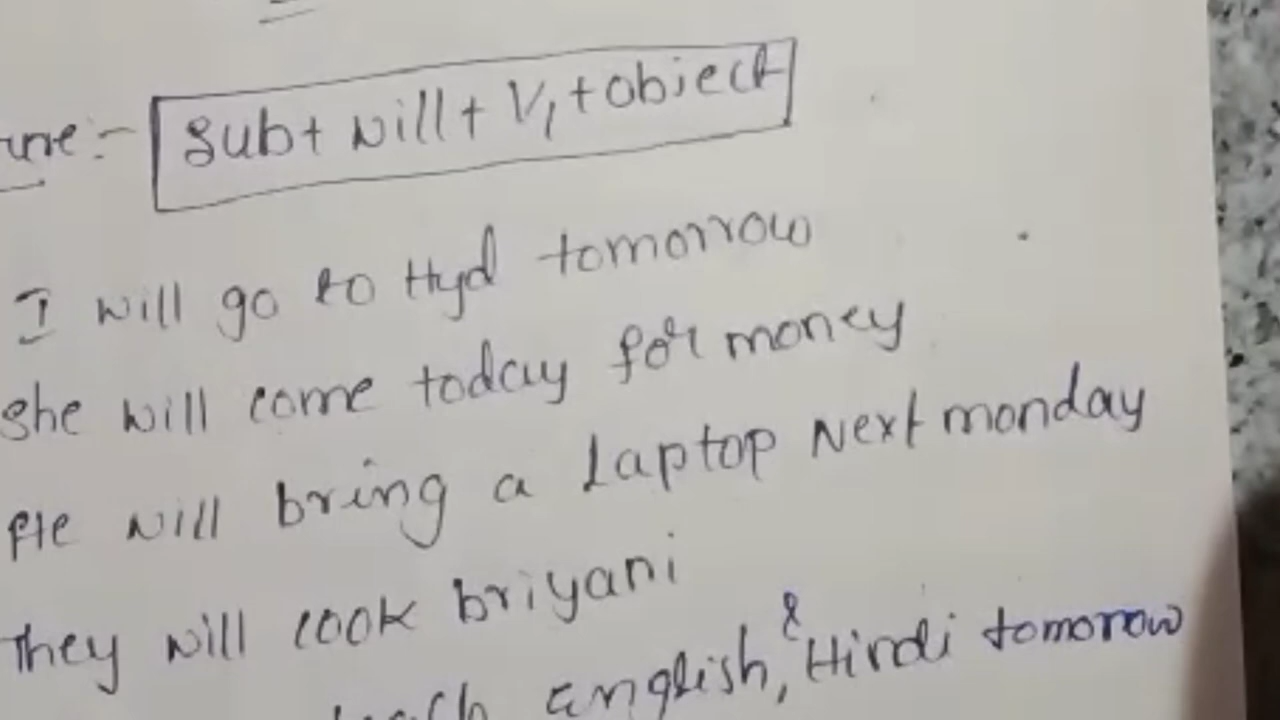 Sub + will + V1 + object
I will go to Hyd tomorrow
She will come today for money
He will bring a Laptop Next monday
They will cook briyani
english, & Hindi tomorrow